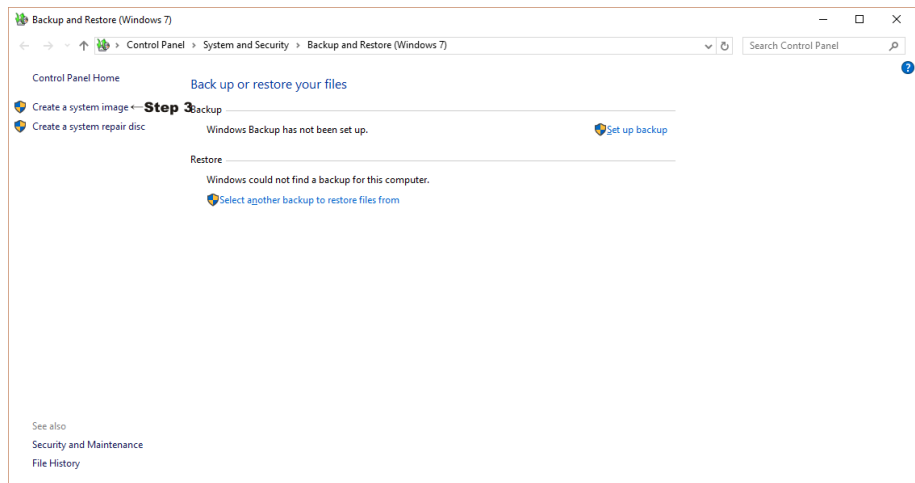 Backup and Restore (Windows 7)
Control Panel > System and Security > Backup and Restore (Windows 7)
Search Control Panel
Control Panel Home
Create a system image ←Step 3
Create a system repair disc
Back up or restore your files
Backup
Windows Backup has not been set up.
Set up backup
Restore
Windows could not find a backup for this computer.
Select another backup to restore files from
See also
Security and Maintenance
File History